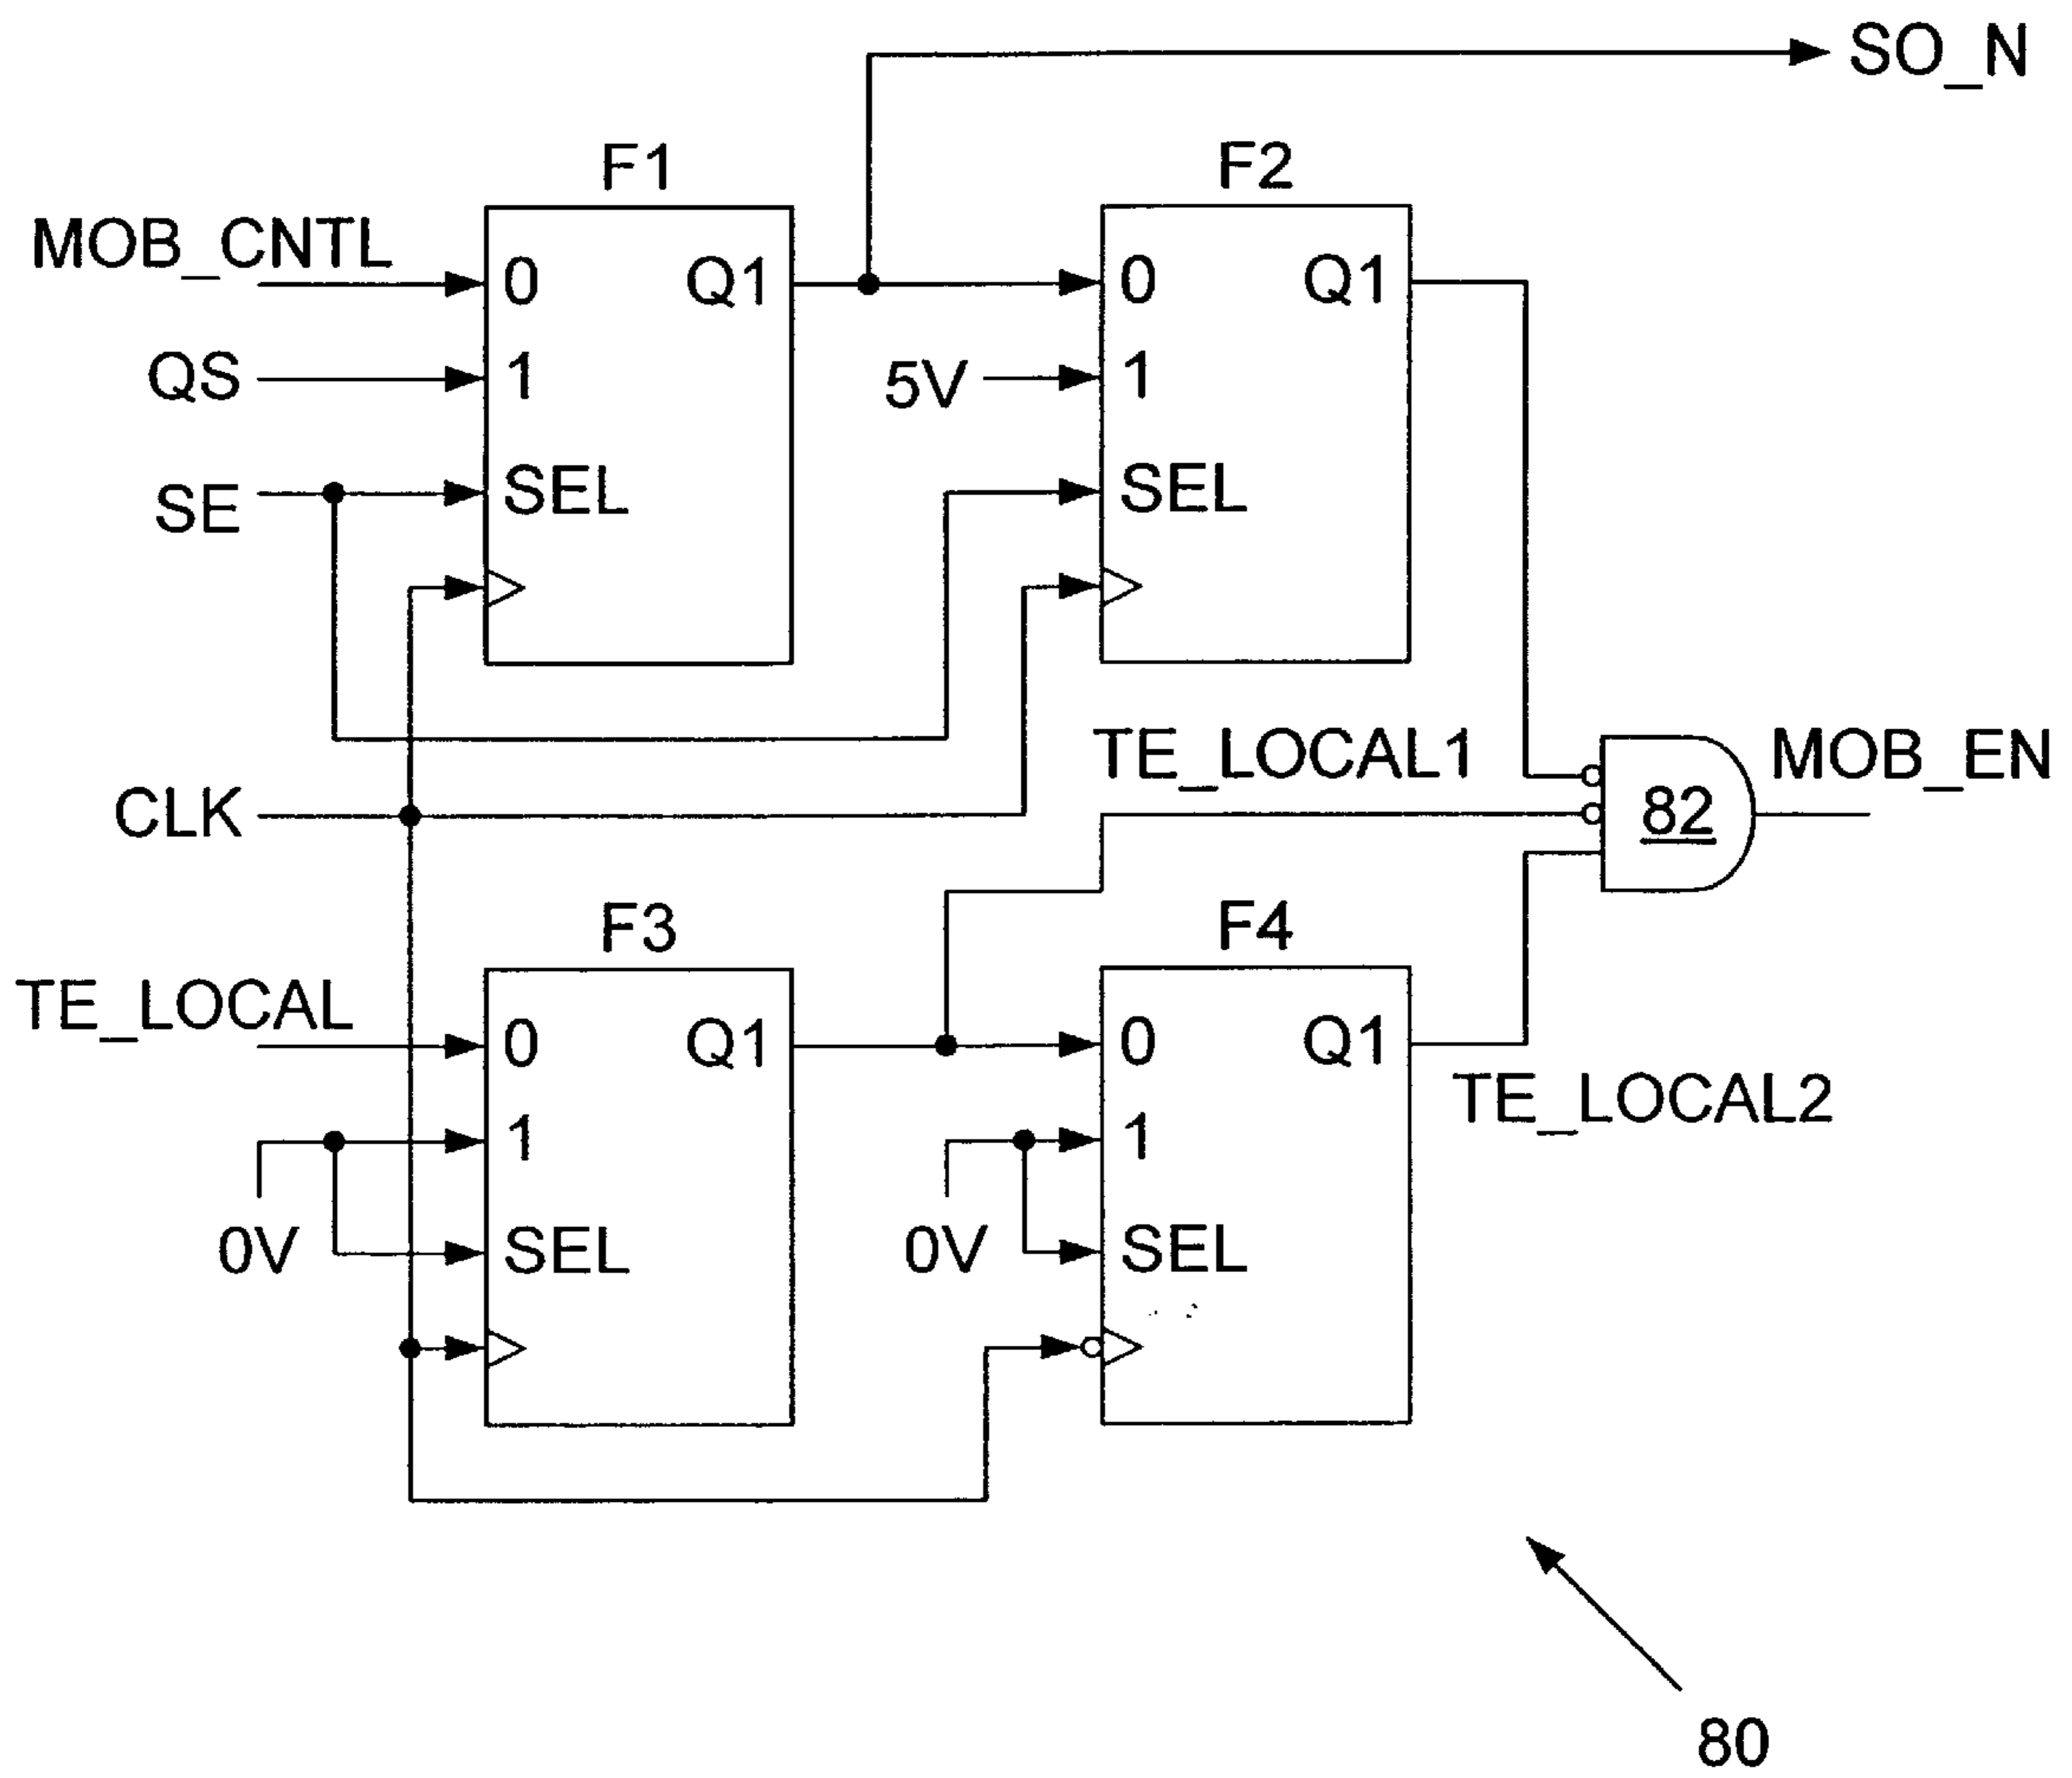 SO_N
F1
F2
MOB_CNTL
0
Q1
0
Q1
QS
1
5V
1
SE
SEL
SEL
TE_LOCAL1
MOB_EN
CLK
82
F3
F4
TE_LOCAL
0
Q1
0
Q1
TE_LOCAL2
1
1
0V
SEL
0V
SEL
80